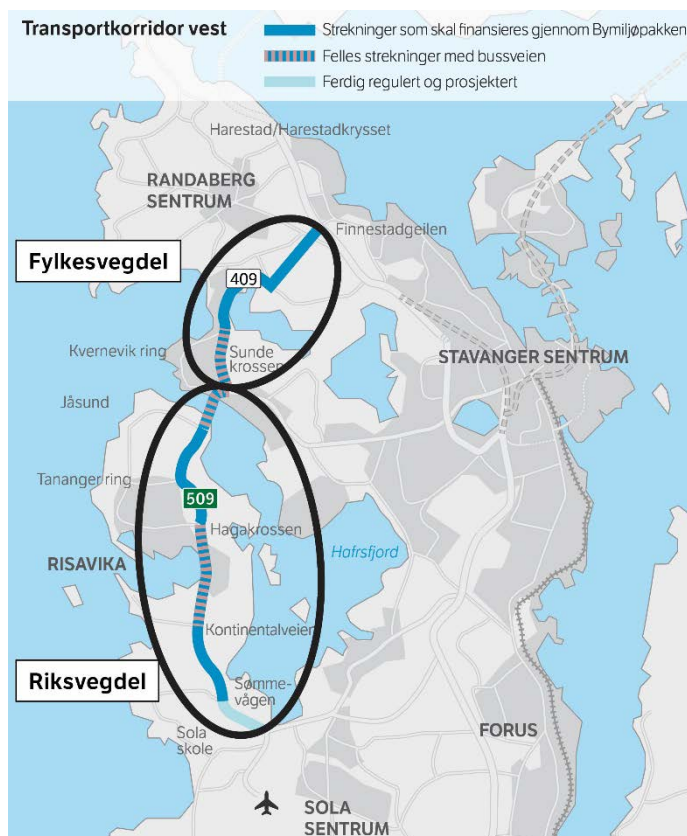 Transportkorridor vest
Strekninger som skal finansieres gjennom Bymiljøpakken
Felles strekninger med bussveien
Ferdig regulert og prosjektert
Harestad/Harestadkrysset
RANDABERG
SENTRUM
Finnestadgeilen
Fylkesvegdel
409
Kvernevik ring
Sunde
krossen
STAVANGER SENTRUM
Jåsund
Tananger ring
509
Hagakrossen
Hafrsfjord
RISAVIKA
Kontinentalveien
Riksvegdel
Sømme-
vågen
Sola
skole
FORUS
SOLA
SENTRUM